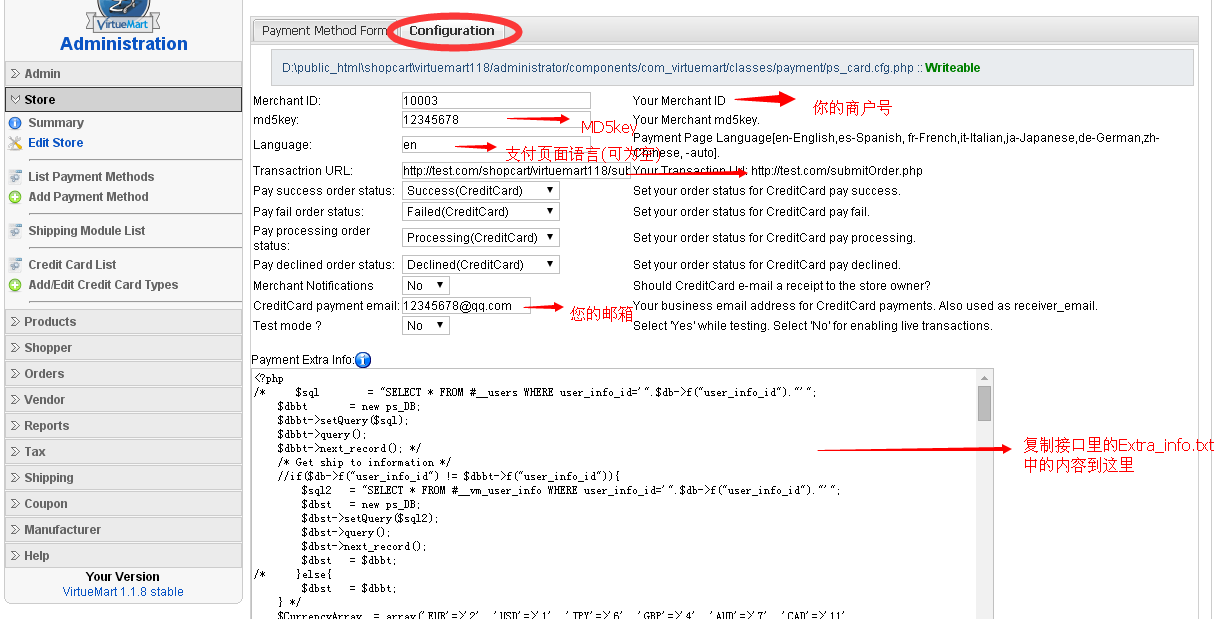 VirtueMart
Administration
Admin
Store
Summary
Edit Store
List Payment Methods
Add Payment Method
Shipping Module List
Credit Card List
Add/Edit Credit Card Types
Products
Shopper
Orders
Vendor
Reports
Tax
Shipping
Coupon
Manufacturer
Help
Your Version
VirtueMart 1.1.8 stable
Payment Method Form
Configuration
D:\public_html\shopcart\virtuemart118/administrator/components/com_virtuemart/classes/payment/ps_card.cfg.php :: Writeable
Merchant ID: 10003 Your Merchant ID 你的商户号
md5key: 12345678 MD5key Your Merchant md5key.
Language: en 支付页面语言(可为空) Payment Page Language[en-English,es-Spanish, fr-French,it-Italian,ja-Japanese,de-German,zh-
Chinese, -auto].
Transactrion URL: http://test.com/shopcart/virtuemart118/sub Your Transaction Url: http://test.com/submitOrder.php
Pay success order status: Success(CreditCard) Set your order status for CreditCard pay success.
Pay fail order status: Failed(CreditCard) Set your order status for CreditCard pay fail.
Pay processing order
status: Processing(CreditCard) Set your order status for CreditCard pay processing.
Pay declined order status: Declined(CreditCard) Set your order status for CreditCard pay declined.
Merchant Notifications No Should CreditCard e-mail a receipt to the store owner?
CreditCard payment email: 12345678@qq.com 您的邮箱 Your business email address for CreditCard payments. Also used as receiver_email.
Test mode ? No Select 'Yes' while testing. Select 'No' for enabling live transactions.
Payment Extra Info:
<?php
/* $sql = "SELECT * FROM #__users WHERE user_info_id='".$db->f("user_info_id")."'";
$dbbt = new ps_DB;
$dbbt->setQuery($sql);
$dbbt->query();
$dbbt->next_record(); */
/* Get ship to information */
//if($db->f("user_info_id") != $dbbt->f("user_info_id")){
$sql2 = "SELECT * FROM #__vm_user_info WHERE user_info_id='".$db->f("user_info_id")."'";
$dbst = new ps_DB;
$dbst->setQuery($sql2);
$dbst->query();
$dbst->next_record();
$dbst = $dbbt;
/* }else{
$dbst = $dbbt;
} */
$CurrencyArray = array('EUR'=>'2', 'USD'=>'1', 'JPY'=>'6', 'GBP'=>'4', 'AUD'=>'7', 'CAD'=>'11'
复制接口里的Extra_info.txt
中的内容到这里